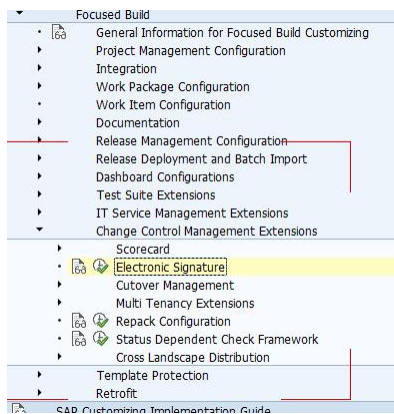 Focused Build
General Information for Focused Build Customizing
Project Management Configuration
Integration
Work Package Configuration
Work Item Configuration
Documentation
Release Management Configuration
Release Deployment and Batch Import
Dashboard Configurations
Test Suite Extensions
IT Service Management Extensions
Change Control Management Extensions
Scorecard
Electronic Signature
Cutover Management
Multi Tenancy Extensions
Repack Configuration
Status Dependent Check Framework
Cross Landscape Distribution
Template Protection
Retrofit
SAP Customizing Implementation Guide